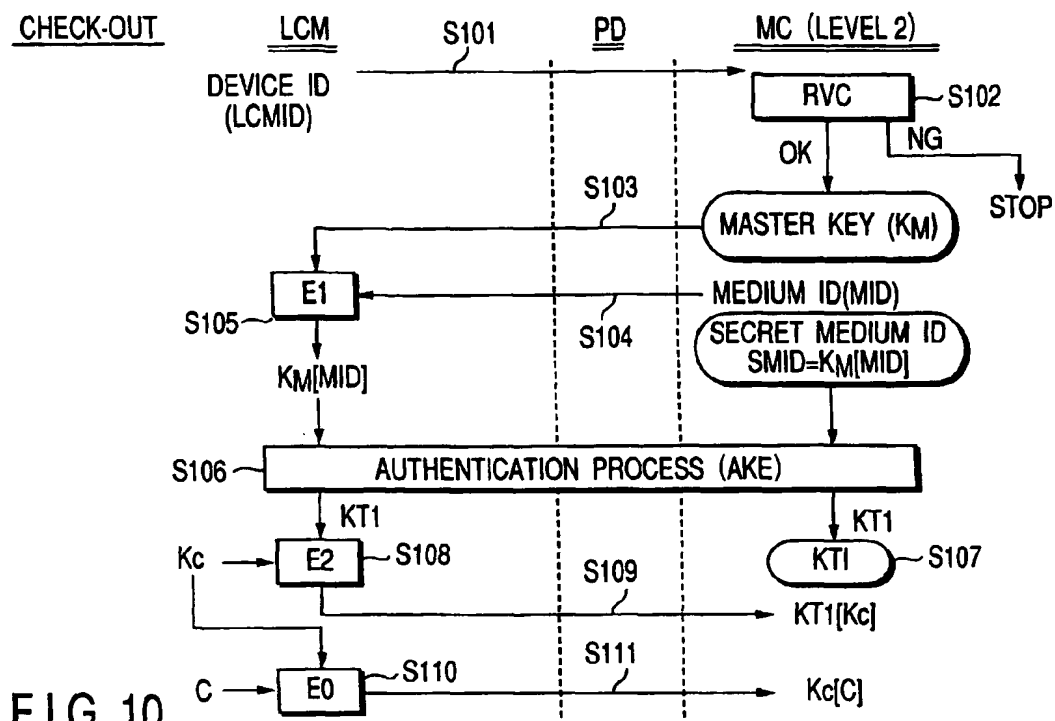 CHECK-OUT LCM S101 PD MC (LEVEL 2)
DEVICE ID
(LCMID)
RVC S102
OK NG
STOP
S103
MASTER KEY (KM)
E1
S105
S104
MEDIUM ID(MID)
SECRET MEDIUM ID
SMID=KM[MID]
KM[MID]
S106 AUTHENTICATION PROCESS (AKE)
KT1 KT1
Kc E2 S108
S109
KTI S107
KT1[Kc]
C E0 S110
S111
Kc[C]
FIG. 10